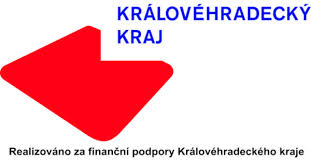 KRÁLOVÉHRADECKÝ
KRAJ
Realizováno za finanční podpory Královéhradeckého kraje